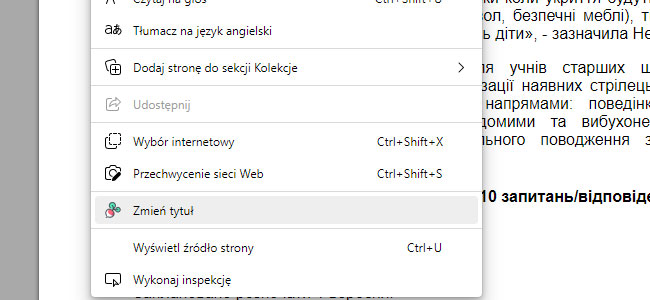 Czytaj na głos Ctrl+Shift+U
ки коли укриття будут
Tłumacz na język angielski
ол, безпечні меблі), т
ь діти», - зазначила Не
Dodaj stronę do sekcji Kolekcje
ля учнів старших
Udostępnij
зації наявних стрілець
напрямами: поведінк
Wybór internetowy Ctrl+Shift+X
домими та вибухоне
льного поводження з
Przechwycenie sieci Web Ctrl+Shift+S
Zmień tytuł
10 запитань/відповіде
Wyświetl źródło strony Ctrl+U
Wykonaj inspekcję